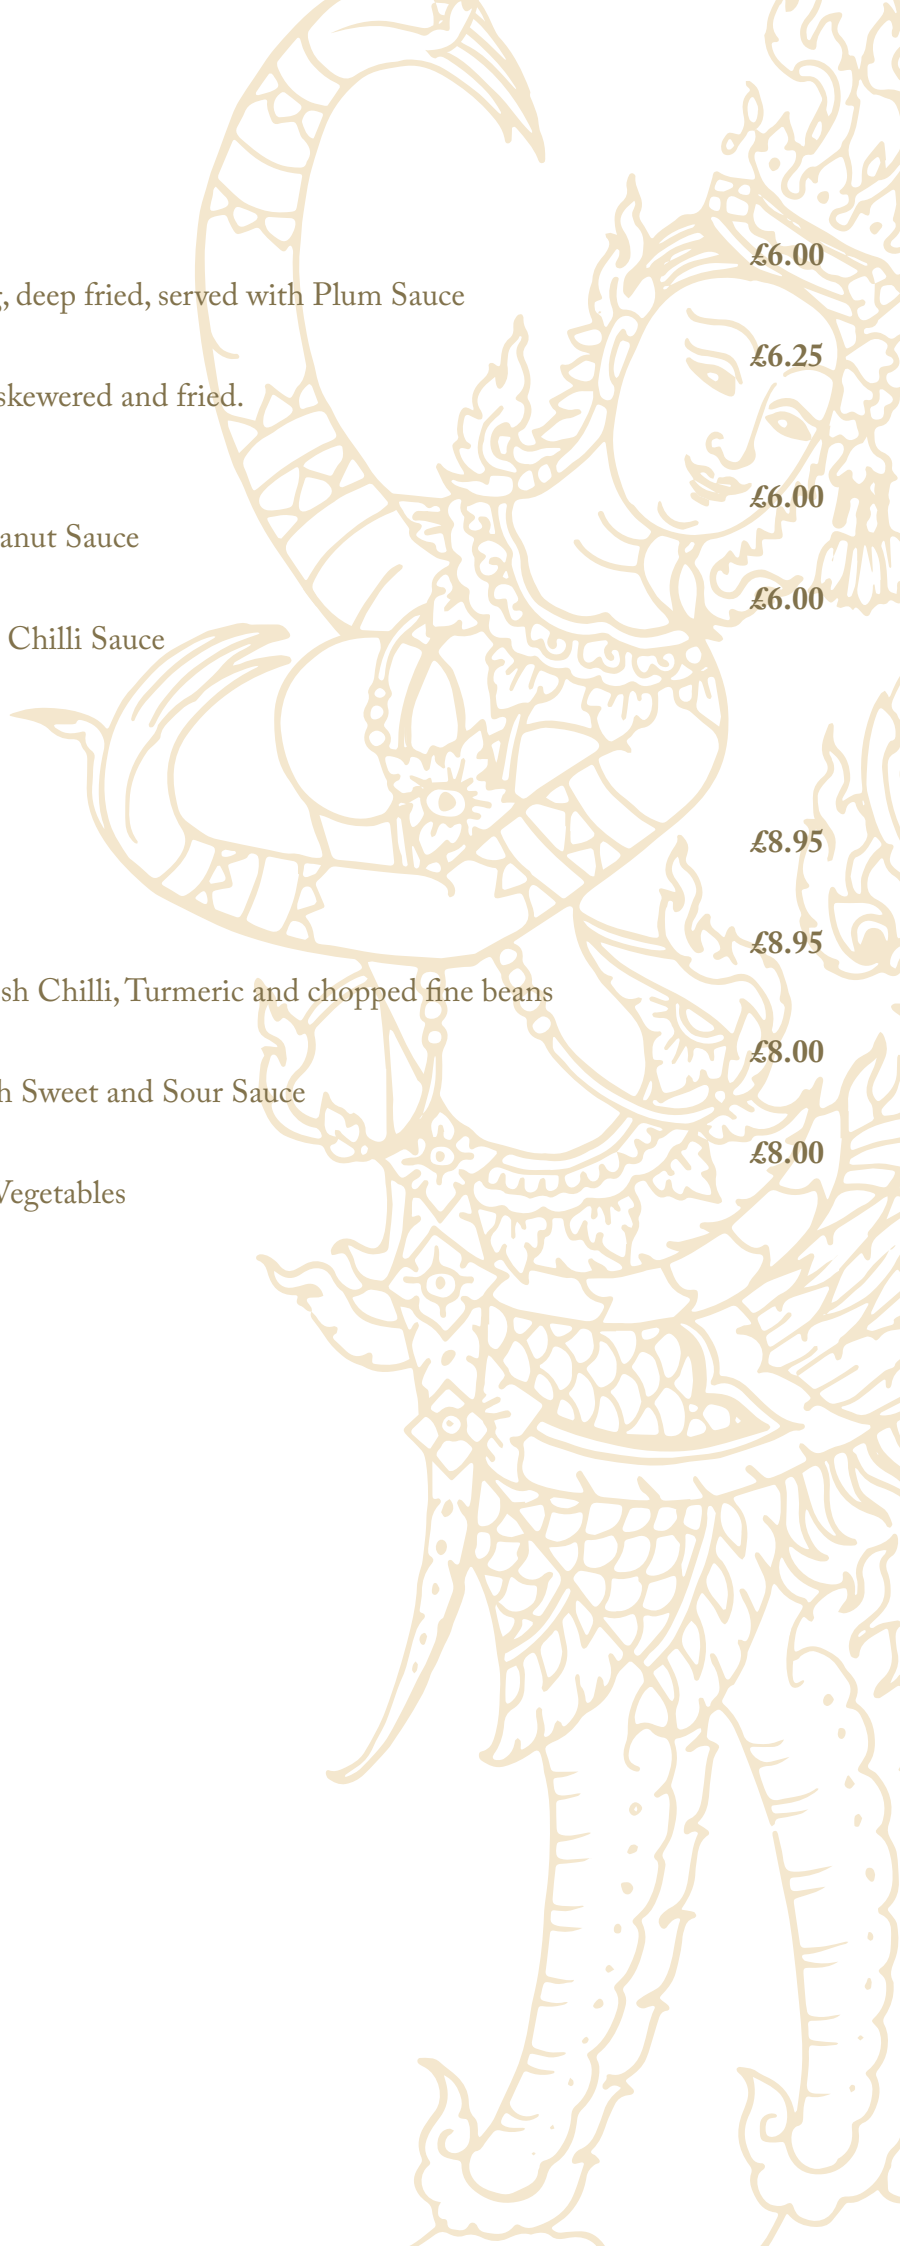 £6.00
, deep fried, served with Plum Sauce
£6.25
skewered and fried.
£6.00
anut Sauce
£6.00
Chilli Sauce
£8.95
£8.95
sh Chilli, Turmeric and chopped fine beans
£8.00
h Sweet and Sour Sauce
£8.00
Vegetables